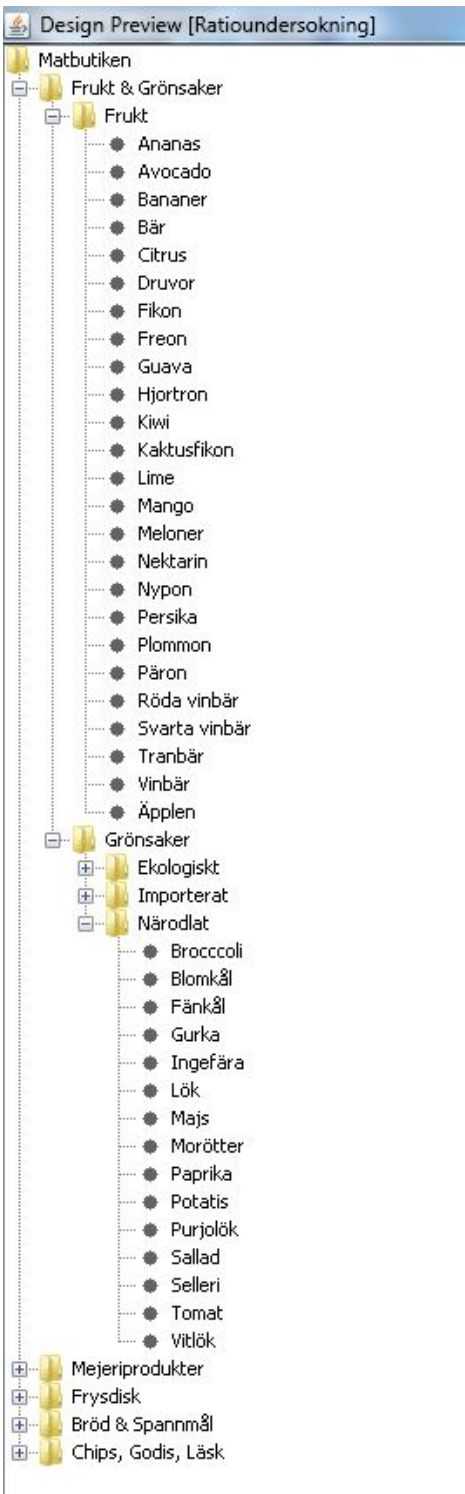 Design Preview [Ratioundersokning]
Matbutiken
Frukt & Grönsaker
Frukt
Ananas
Avocado
Bananer
Bär
Citrus
Druvor
Fikon
Freon
Guava
Hjortron
Kiwi
Kaktusfikon
Lime
Mango
Meloner
Nektarin
Nypon
Persika
Plommon
Päron
Röda vinbär
Svarta vinbär
Tranbär
Vinbär
Äpplen
Grönsaker
Ekologiskt
Importerat
Närodlat
Brocccoli
Blomkål
Fänkål
Gurka
Ingefära
Lök
Majs
Morötter
Paprika
Potatis
Purjolök
Sallad
Selleri
Tomat
Vitlök
Mejeriprodukter
Frysdisk
Bröd & Spannmål
Chips, Godis, Läsk